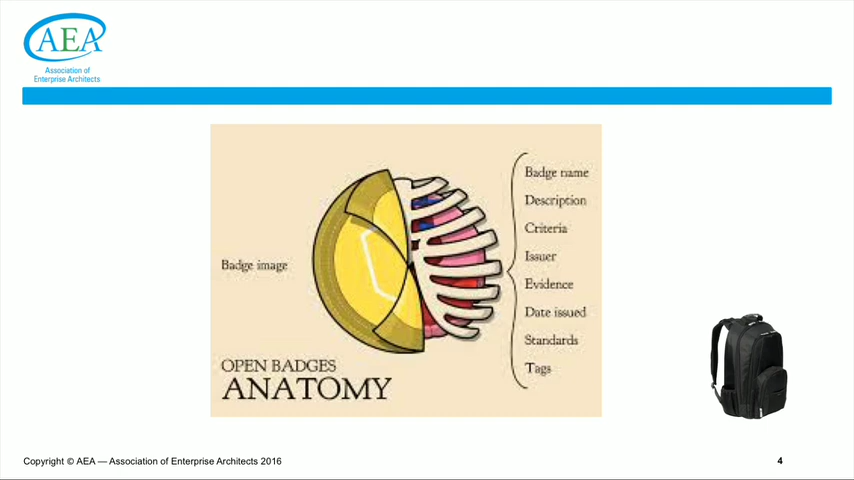 AEA
Association of
Enterprise Architects
Badge name
Description
Criteria
Issuer
Evidence
Date issued
Standards
Tags
Badge image
OPEN BADGES
ANATOMY
Copyright © AEA — Association of Enterprise Architects 2016
4